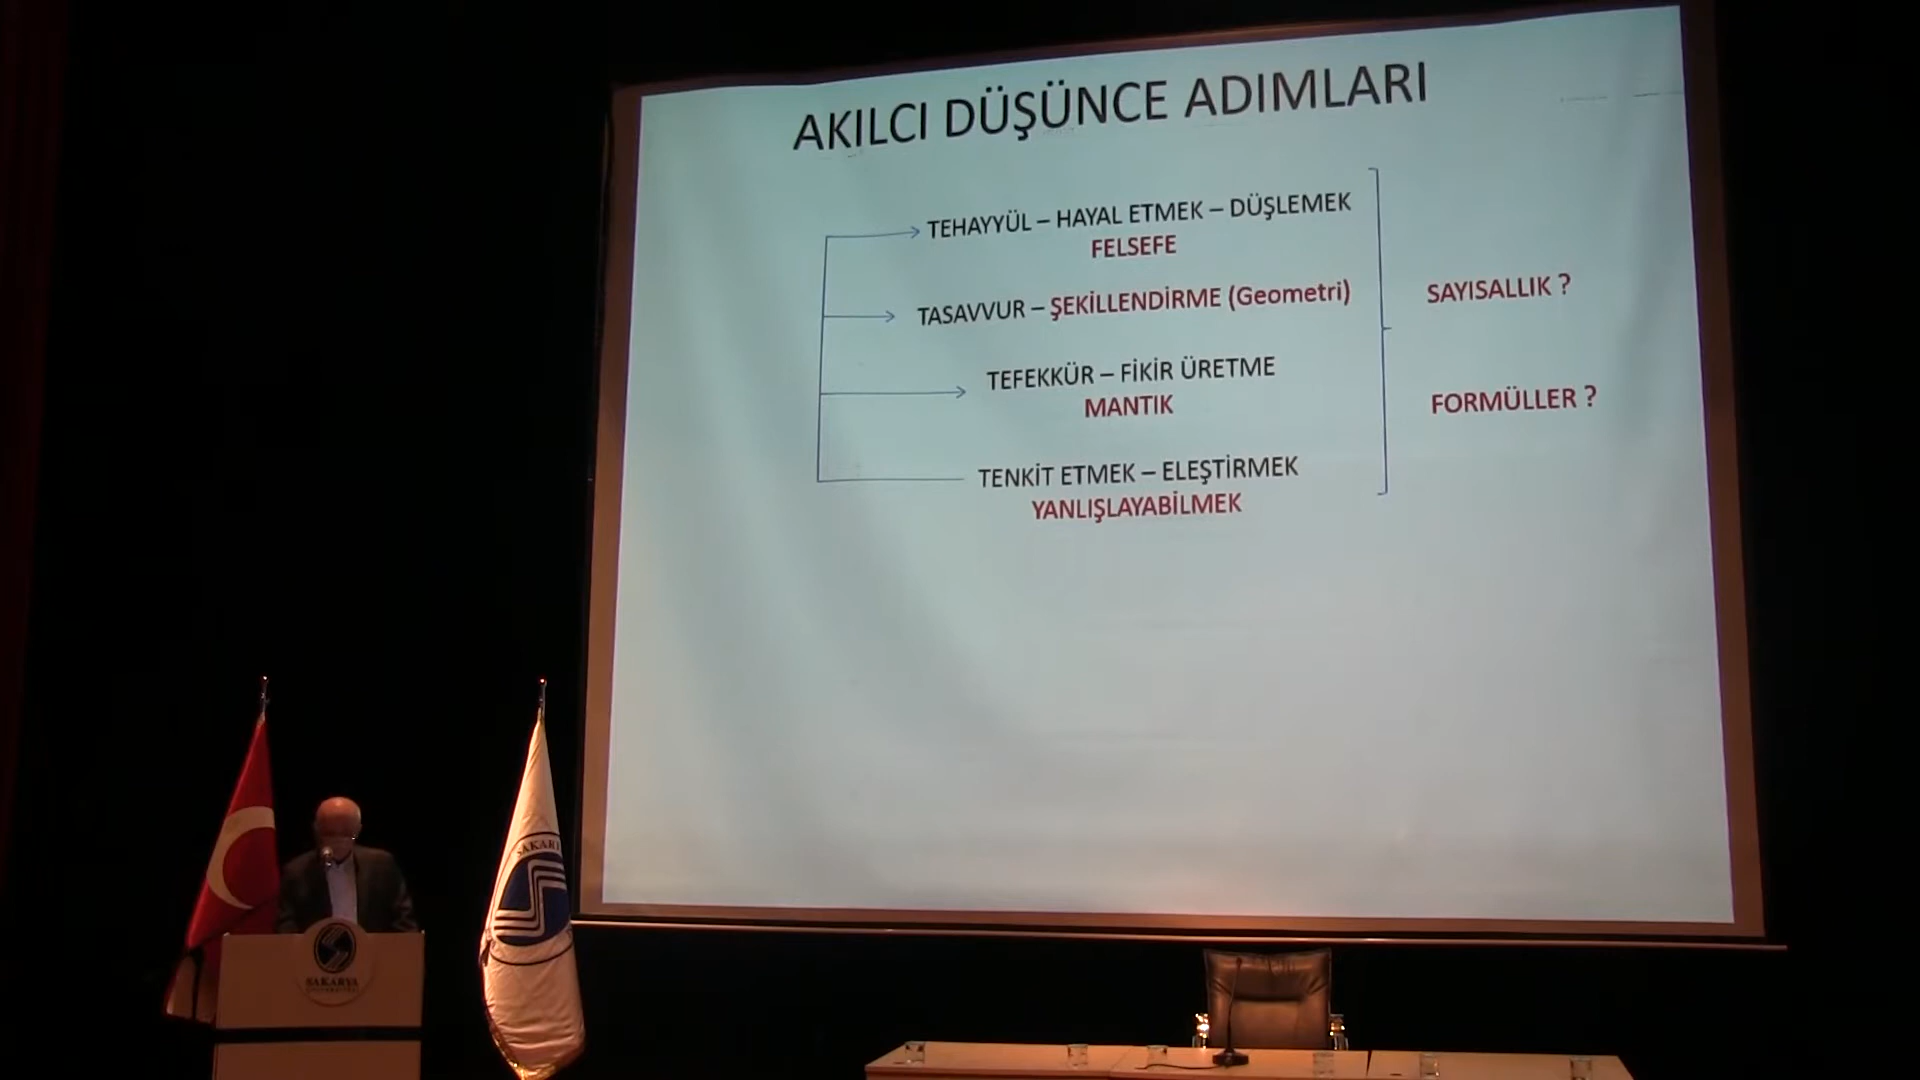 AKILCI DÜŞÜNCE ADIMLARI
TEHAYYÜL – HAYAL ETMEK – DÜŞLEMEK
FELSEFE
TASAVVUR – ŞEKİLLENDİRME (Geometri)
TEFEKKÜR – FİKİR ÜRETME
MANTIK
TENKİT ETMEK – ELEŞTİRMEK
YANLIŞLAYABİLMEK
SAYISALLIK ?
FORMÜLLER ?
SAKARYA